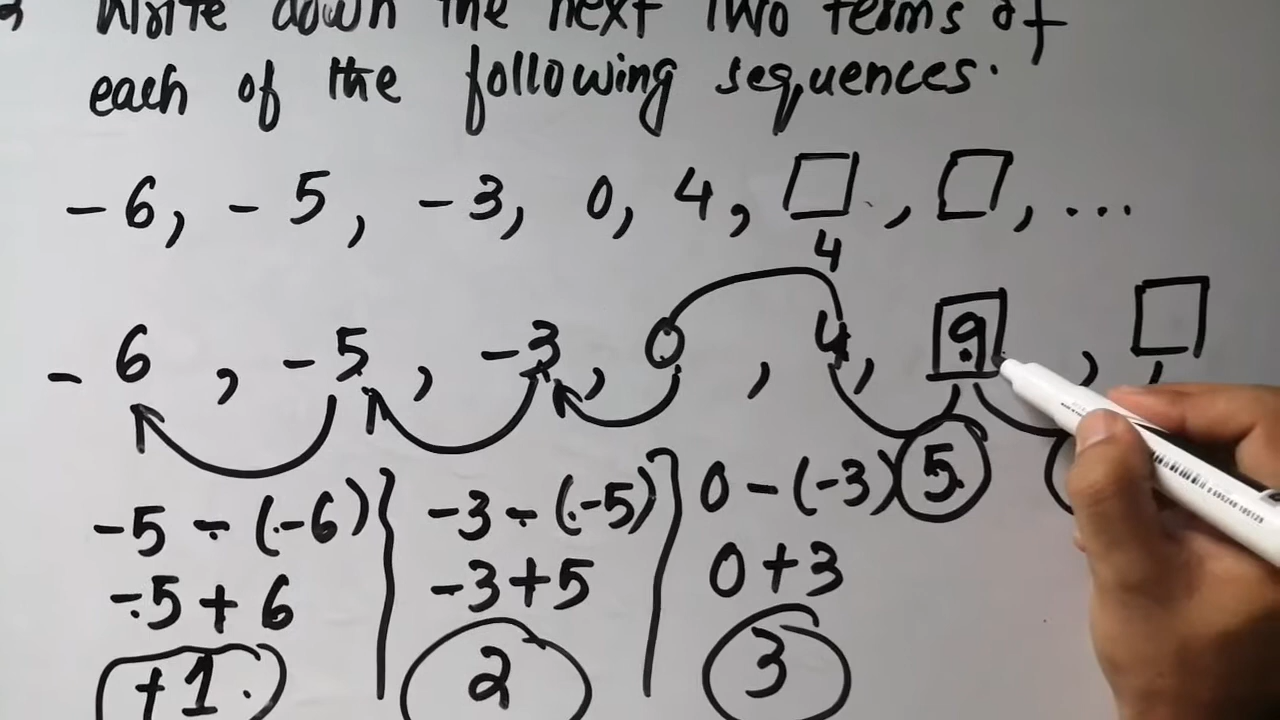 Write down the next two terms of
each of the following sequences.
-6, -5, -3, 0, 4, □, □, ...
4
-6, -5, -3, 0, 4, 9, □
-5 - (-6) -3 - (-5) 0 - (-3) 5
-5 + 6 -3+5 0+3
+1 2 3